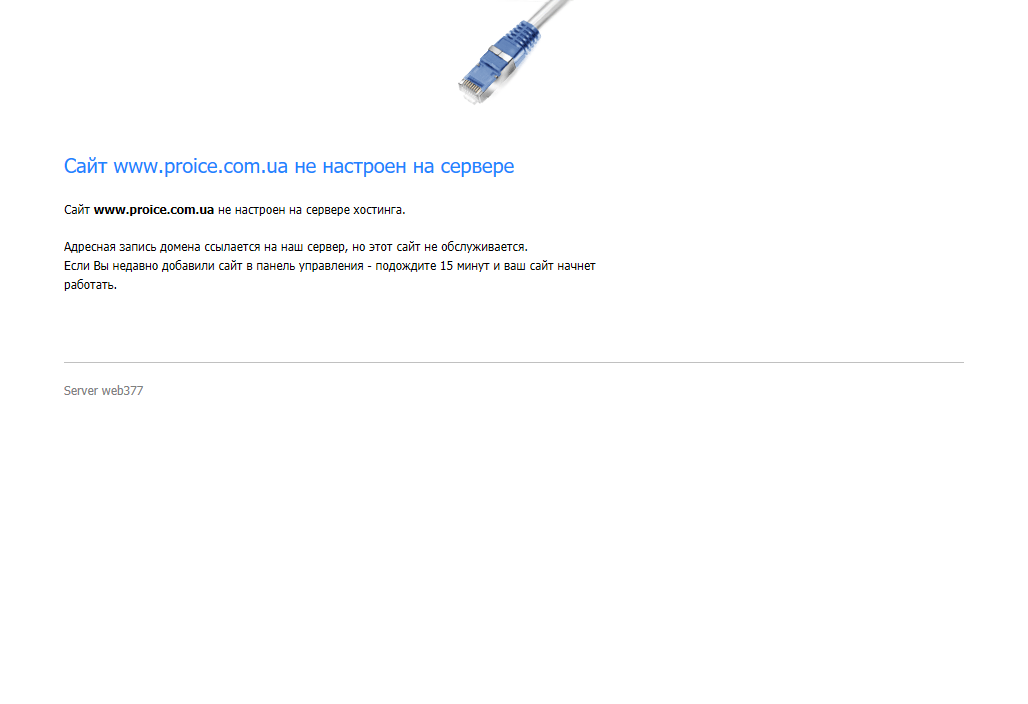 Сайт www.proice.com.ua не настроен на сервере
Сайт www.proice.com.ua не настроен на сервере хостинга.
Адресная запись домена ссылается на наш сервер, но этот сайт не обслуживается.
Если Вы недавно добавили сайт в панель управления - подождите 15 минут и ваш сайт начнет
работать.
Server web377